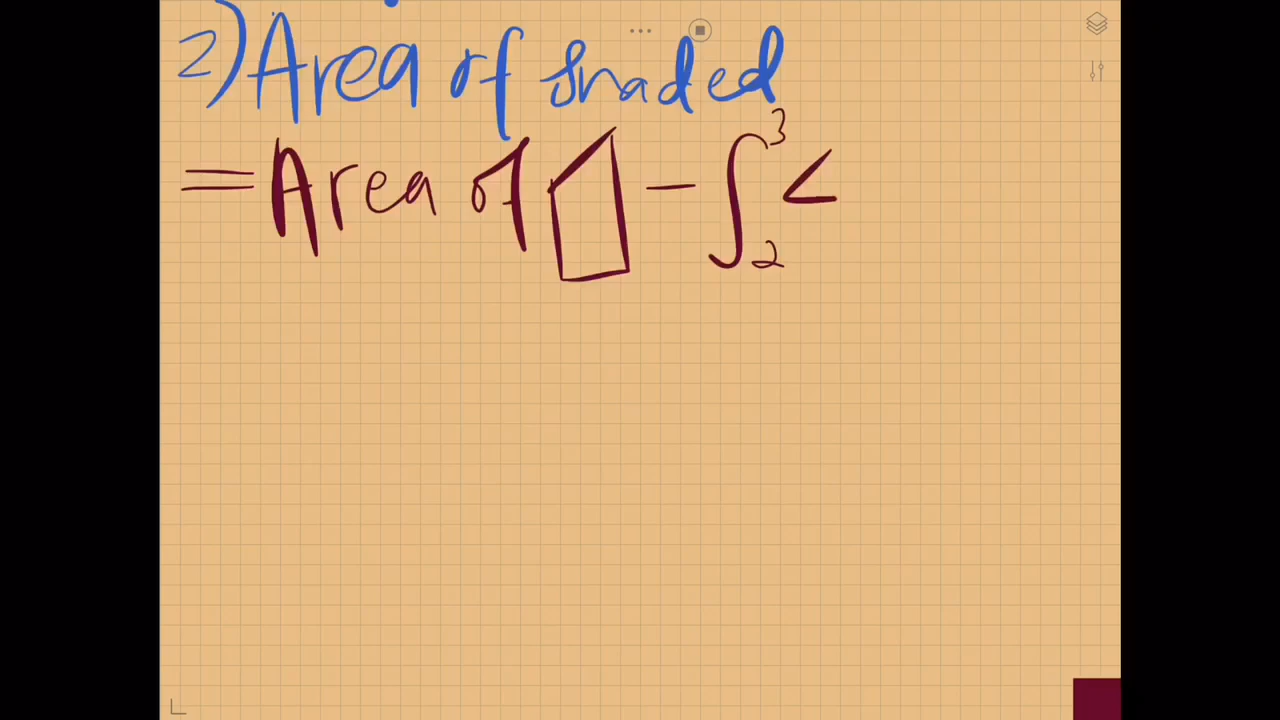 2) Area of shaded
= Area of − ∫₂³ <